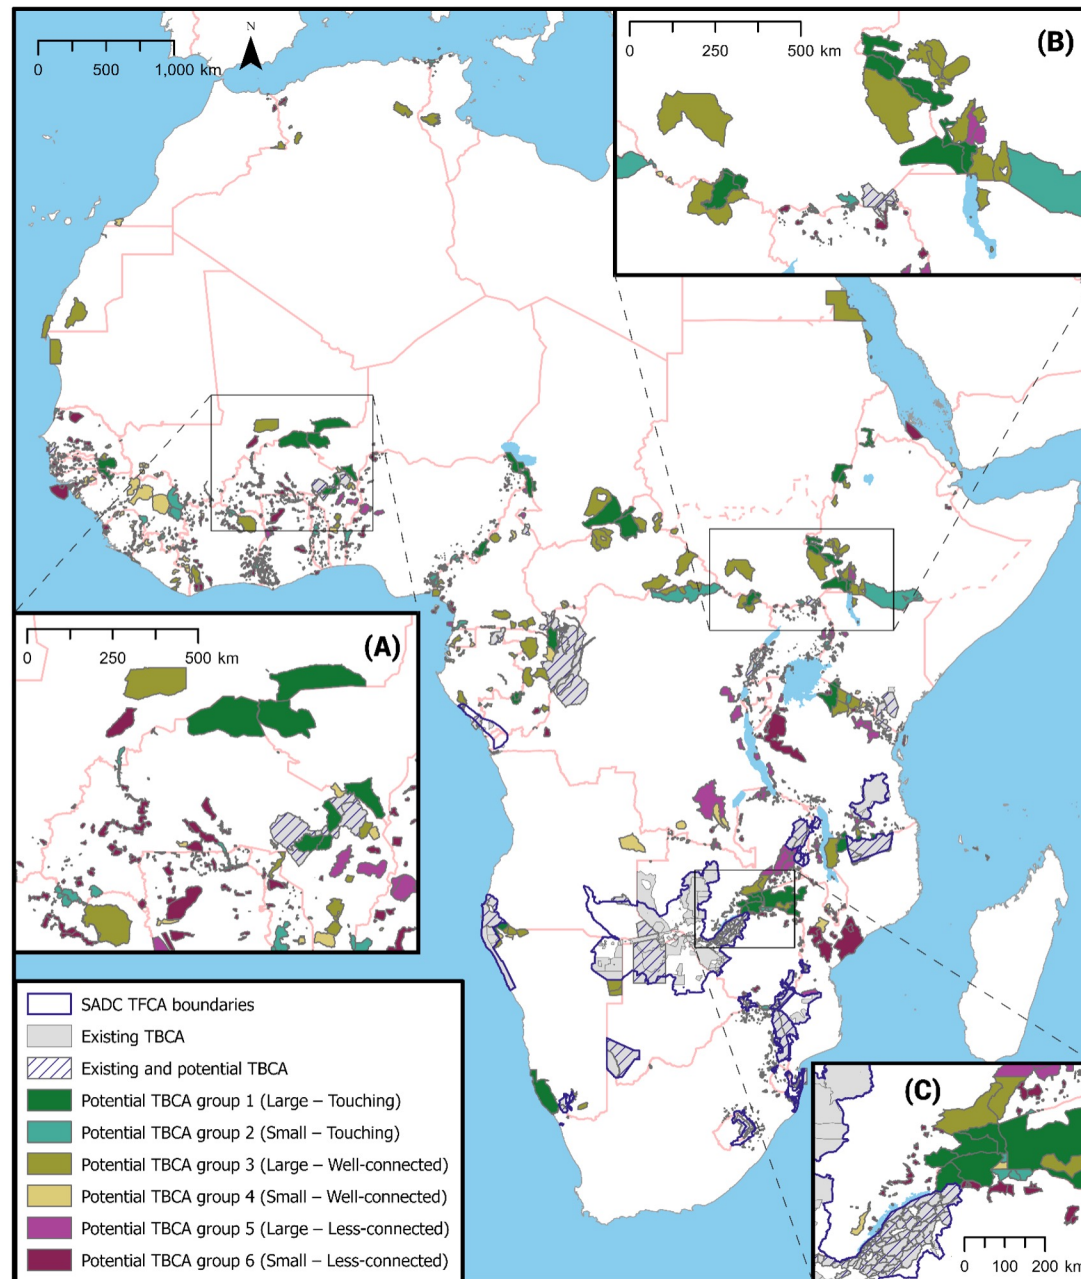 N
0 500 1,000 km
0 250 500 km
(B)
0 250 500 km
(A)
SADC TFCA boundaries
Existing TBCA
Existing and potential TBCA
Potential TBCA group 1 (Large – Touching)
Potential TBCA group 2 (Small – Touching)
Potential TBCA group 3 (Large – Well-connected)
Potential TBCA group 4 (Small – Well-connected)
Potential TBCA group 5 (Large – Less-connected)
Potential TBCA group 6 (Small – Less-connected)
(C)
0 100 200 km